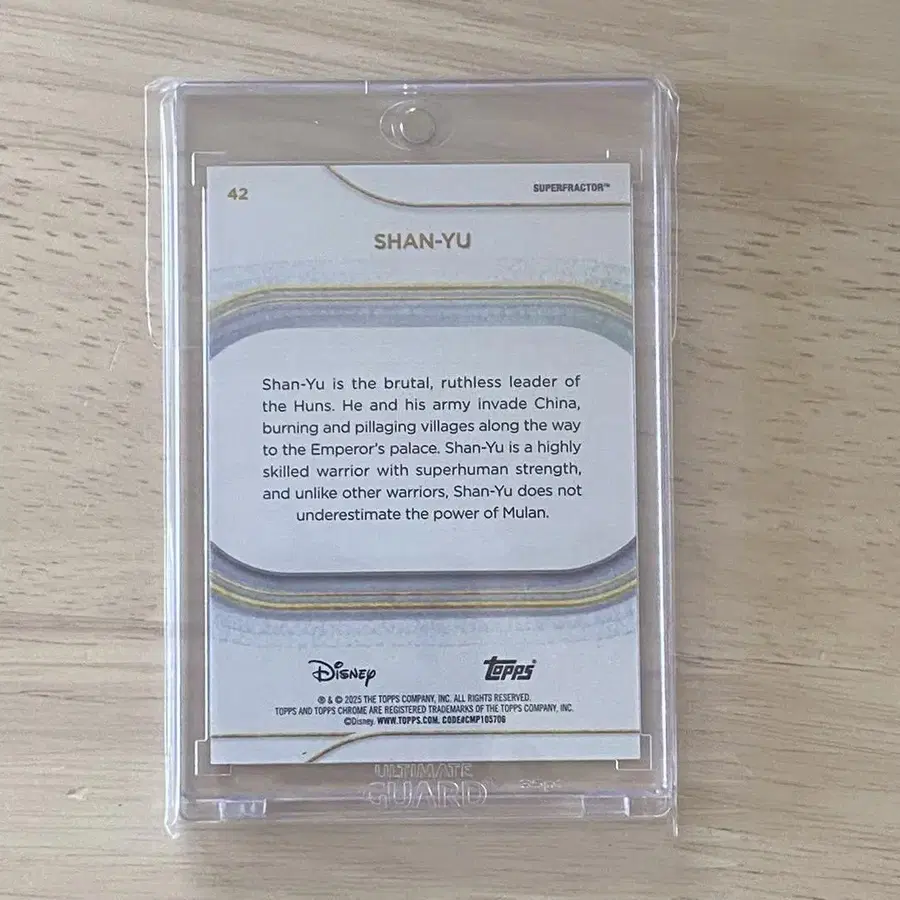 42
SUPERFRACTOR™
SHAN-YU
Shan-Yu is the brutal, ruthless leader of
the Huns. He and his army invade China,
burning and pillaging villages along the way
to the Emperor's palace. Shan-Yu is a highly
skilled warrior with superhuman strength,
and unlike other warriors, Shan-Yu does not
underestimate the power of Mulan.
Disney
Topps
® & © 2025 THE TOPPS COMPANY, INC. ALL RIGHTS RESERVED.
TOPPS AND TOPPS CHROME ARE REGISTERED TRADEMARKS OF THE TOPPS COMPANY, INC.
©Disney. WWW.TOPPS.COM. CODE#CMP105706
ULTIMATE
GUARD